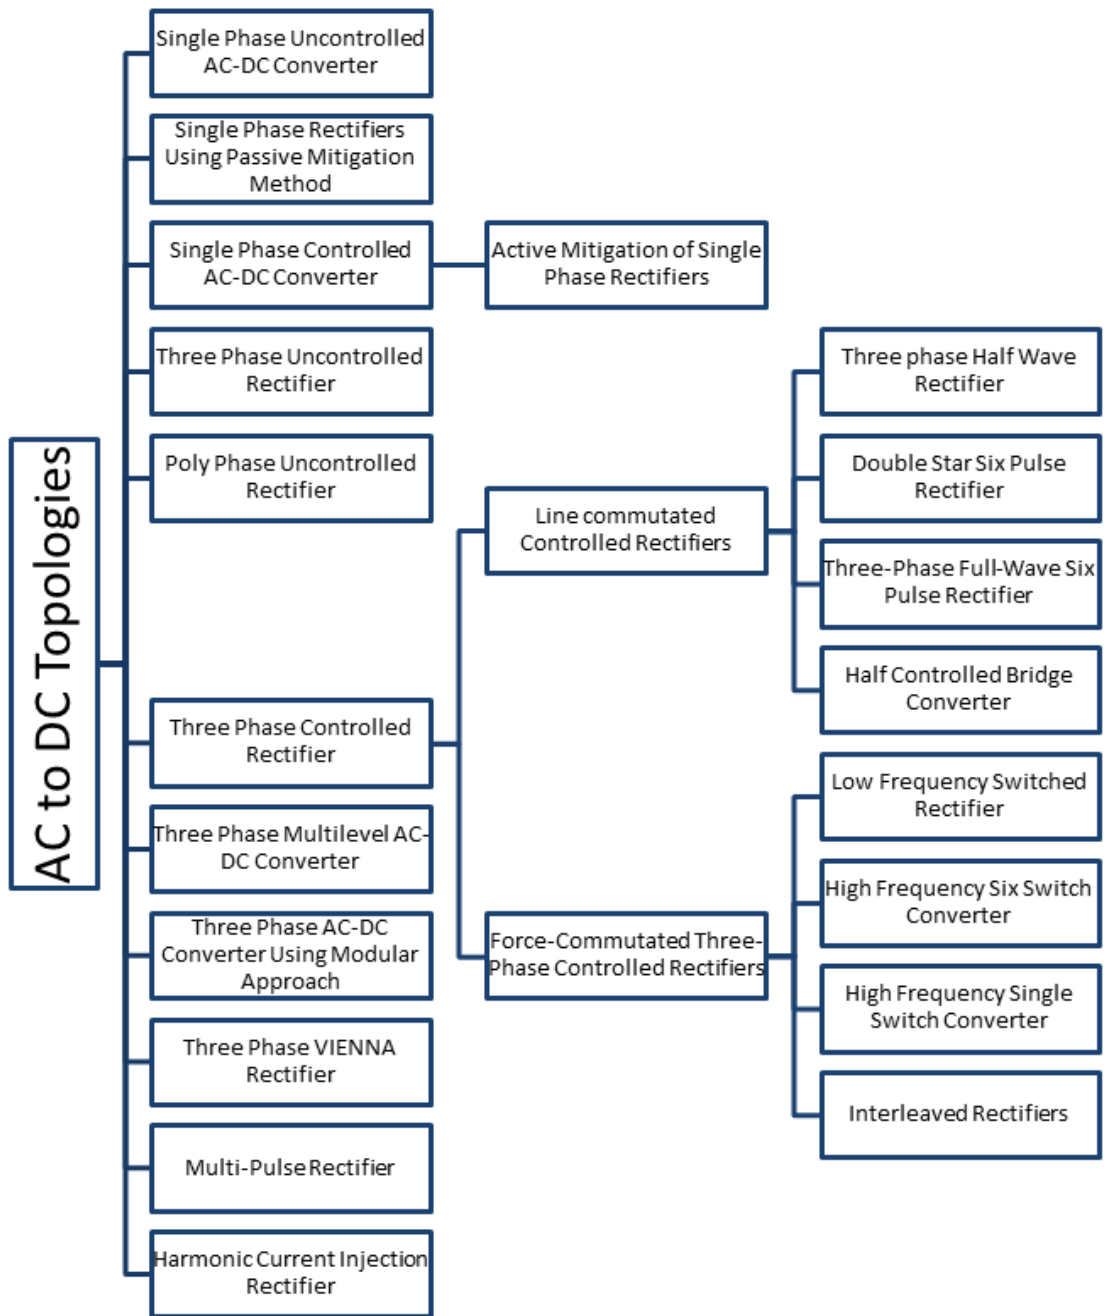 AC to DC Topologies
Single Phase Uncontrolled
AC-DC Converter
Single Phase Rectifiers
Using Passive Mitigation
Method
Single Phase Controlled
AC-DC Converter
Active Mitigation of Single
Phase Rectifiers
Three Phase Uncontrolled
Rectifier
Poly Phase Uncontrolled
Rectifier
Three Phase Controlled
Rectifier
Line commutated
Controlled Rectifiers
Three phase Half Wave
Rectifier
Double Star Six Pulse
Rectifier
Three-Phase Full-Wave Six
Pulse Rectifier
Half Controlled Bridge
Converter
Force-Commutated Three-
Phase Controlled Rectifiers
Low Frequency Switched
Rectifier
High Frequency Six Switch
Converter
High Frequency Single
Switch Converter
Interleaved Rectifiers
Three Phase Multilevel AC-
DC Converter
Three Phase AC-DC
Converter Using Modular
Approach
Three Phase VIENNA
Rectifier
Multi-Pulse Rectifier
Harmonic Current Injection
Rectifier